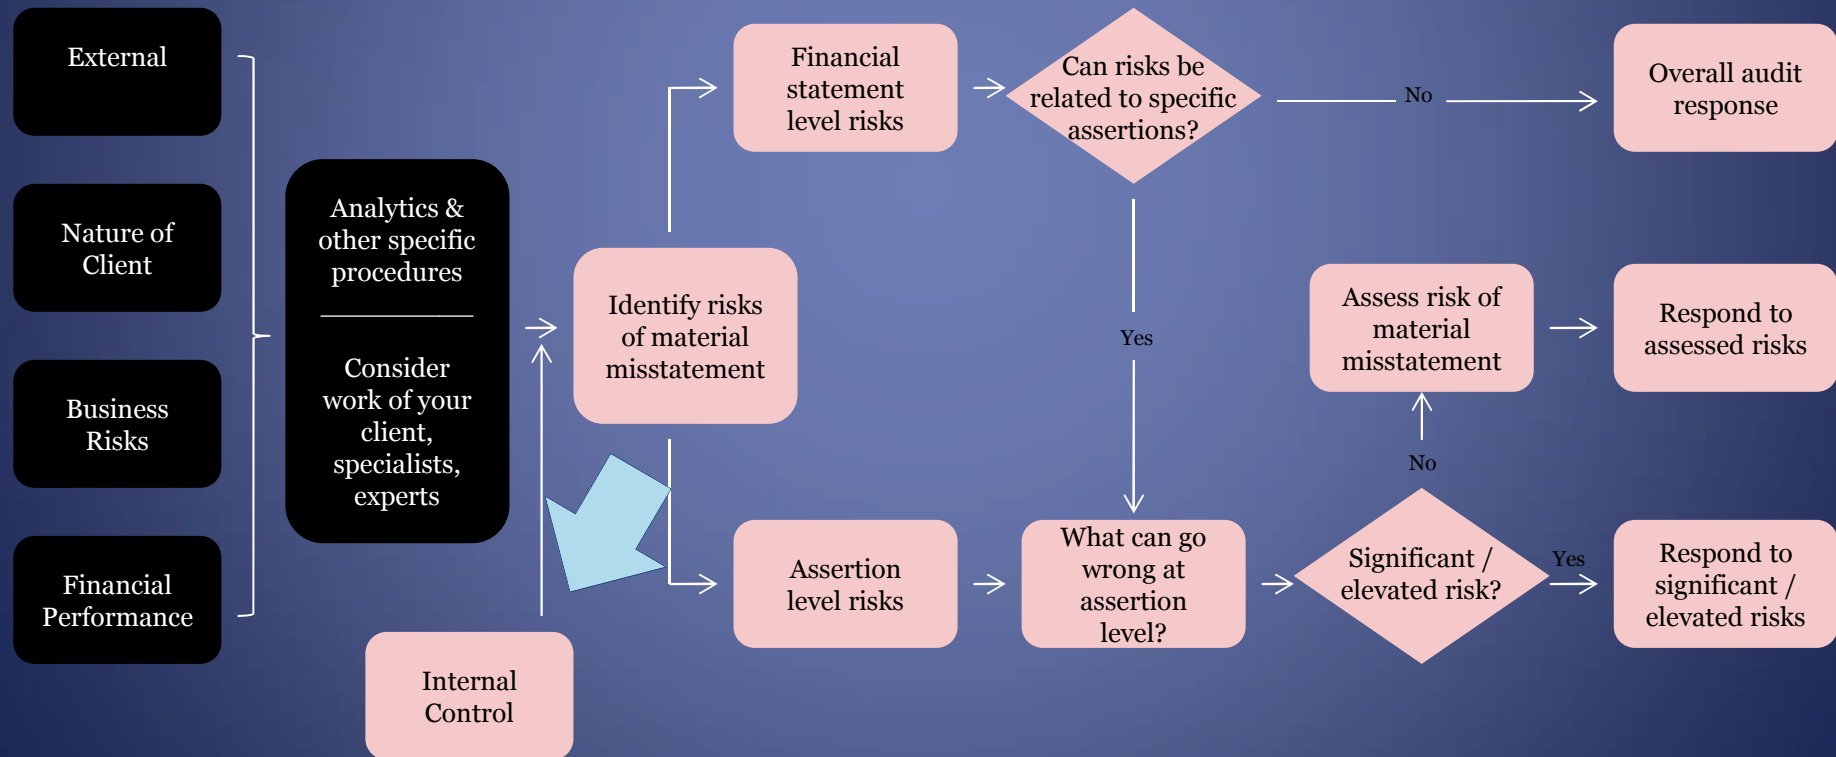 External
Nature of
Client
Business
Risks
Financial
Performance
Analytics &
other specific
procedures
Consider
work of your
client,
specialists,
experts
Internal
Control
Identify risks
of material
misstatement
Financial
statement
level risks
Can risks be
related to specific
assertions?
No
Overall audit
response
Yes
Assertion
level risks
What can go
wrong at
assertion
level?
Significant /
elevated risk?
No
Assess risk of
material
misstatement
Respond to
assessed risks
Yes
Respond to
significant /
elevated risks